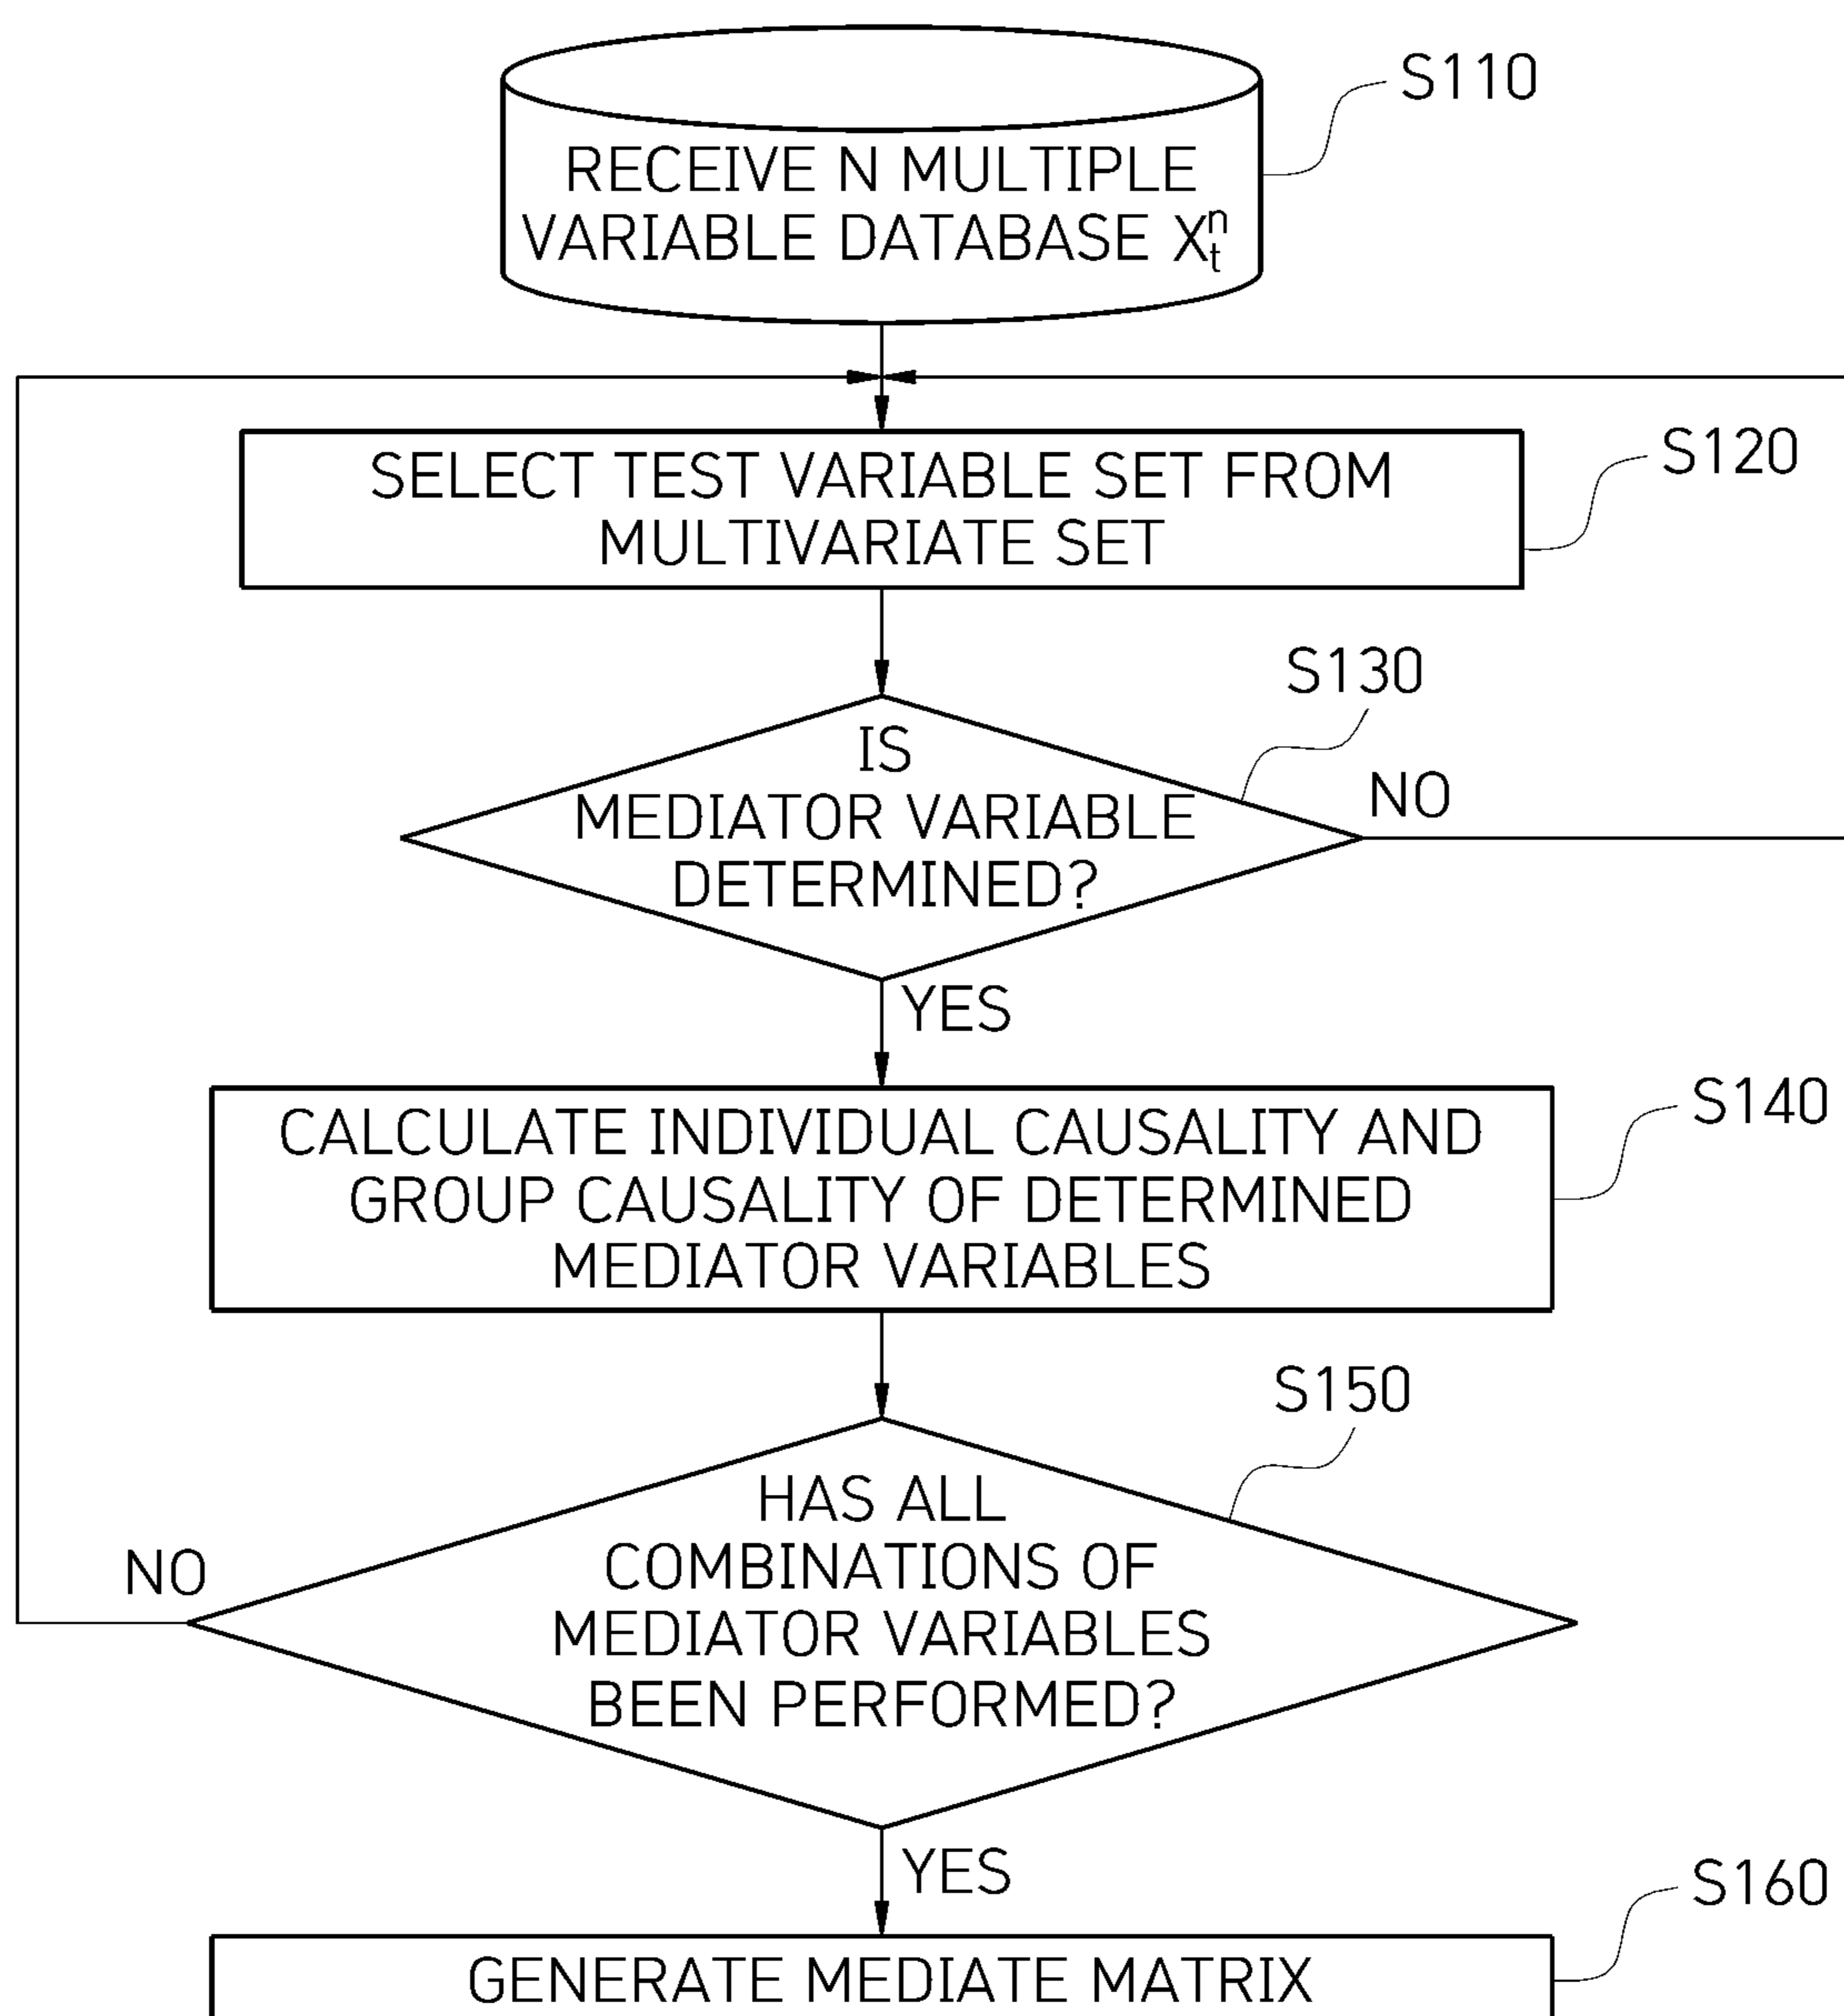 S110
RECEIVE N MULTIPLE
VARIABLE DATABASE X_t^n
S120
SELECT TEST VARIABLE SET FROM
MULTIVARIATE SET
S130
IS
MEDIATOR VARIABLE
DETERMINED?
NO
YES
S140
CALCULATE INDIVIDUAL CAUSALITY AND
GROUP CAUSALITY OF DETERMINED
MEDIATOR VARIABLES
S150
HAS ALL
COMBINATIONS OF
MEDIATOR VARIABLES
BEEN PERFORMED?
NO
YES
S160
GENERATE MEDIATE MATRIX